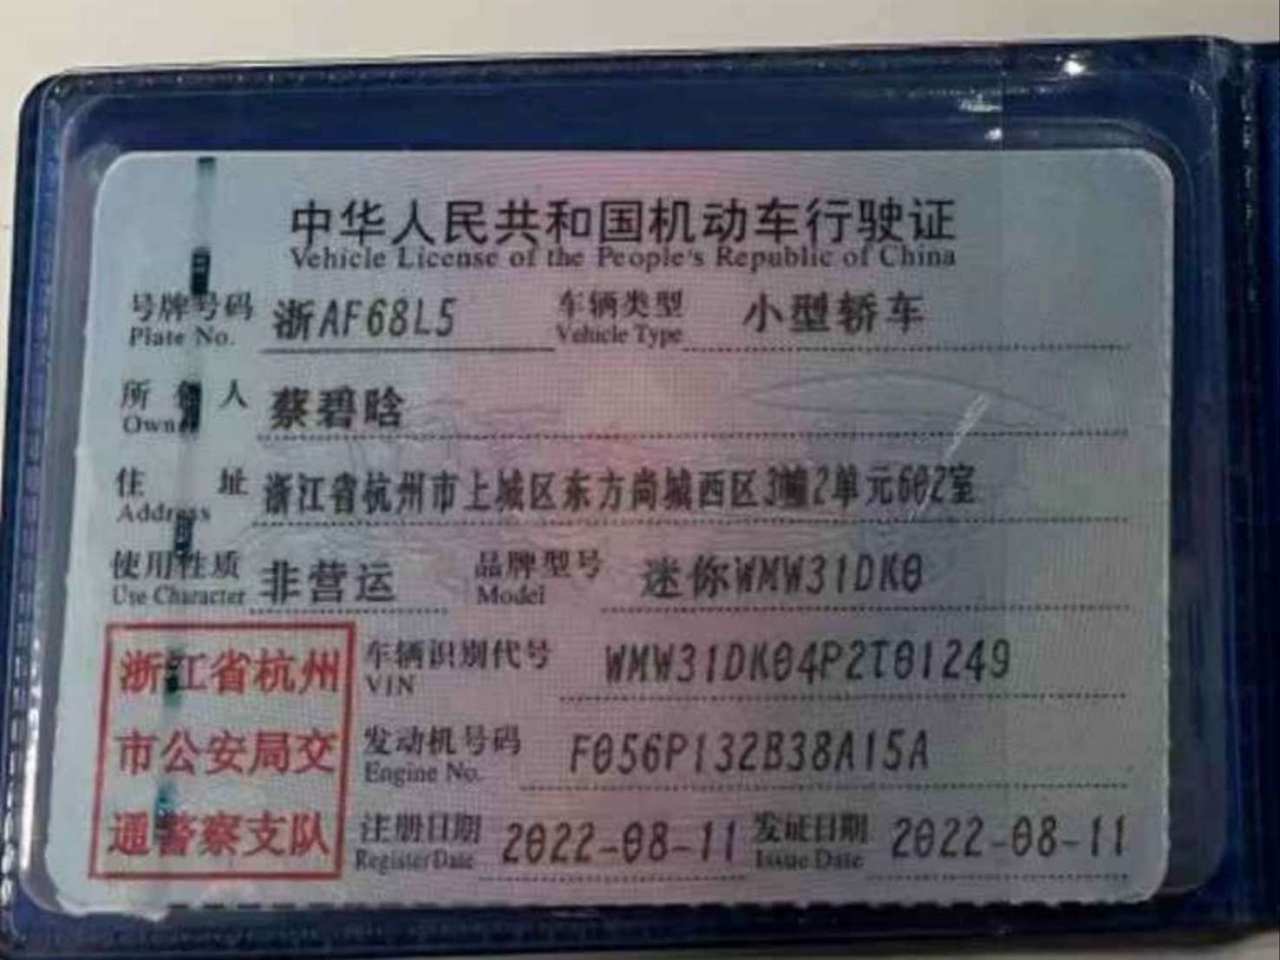 中华人民共和国机动车行驶证
Vehicle License of the People's Republic of China
号牌号码 浙AF68L5 车辆类型 小型轿车
Plate No. Vehicle Type
所有人 蔡碧晗
Owner
住址 浙江省杭州市上城区东方尚城西区3幢2单元602室
Address
使用性质 非营运 品牌型号 迷你WMW31DK0
Use Character Model
浙江省杭州
市公安局交
通警察支队
车辆识别代号 WMW31DK04P2T01249
VIN
发动机号码 F056P132B38A15A
Engine No.
注册日期 2022-08-11 发证日期 2022-08-11
Register Date Issue Date